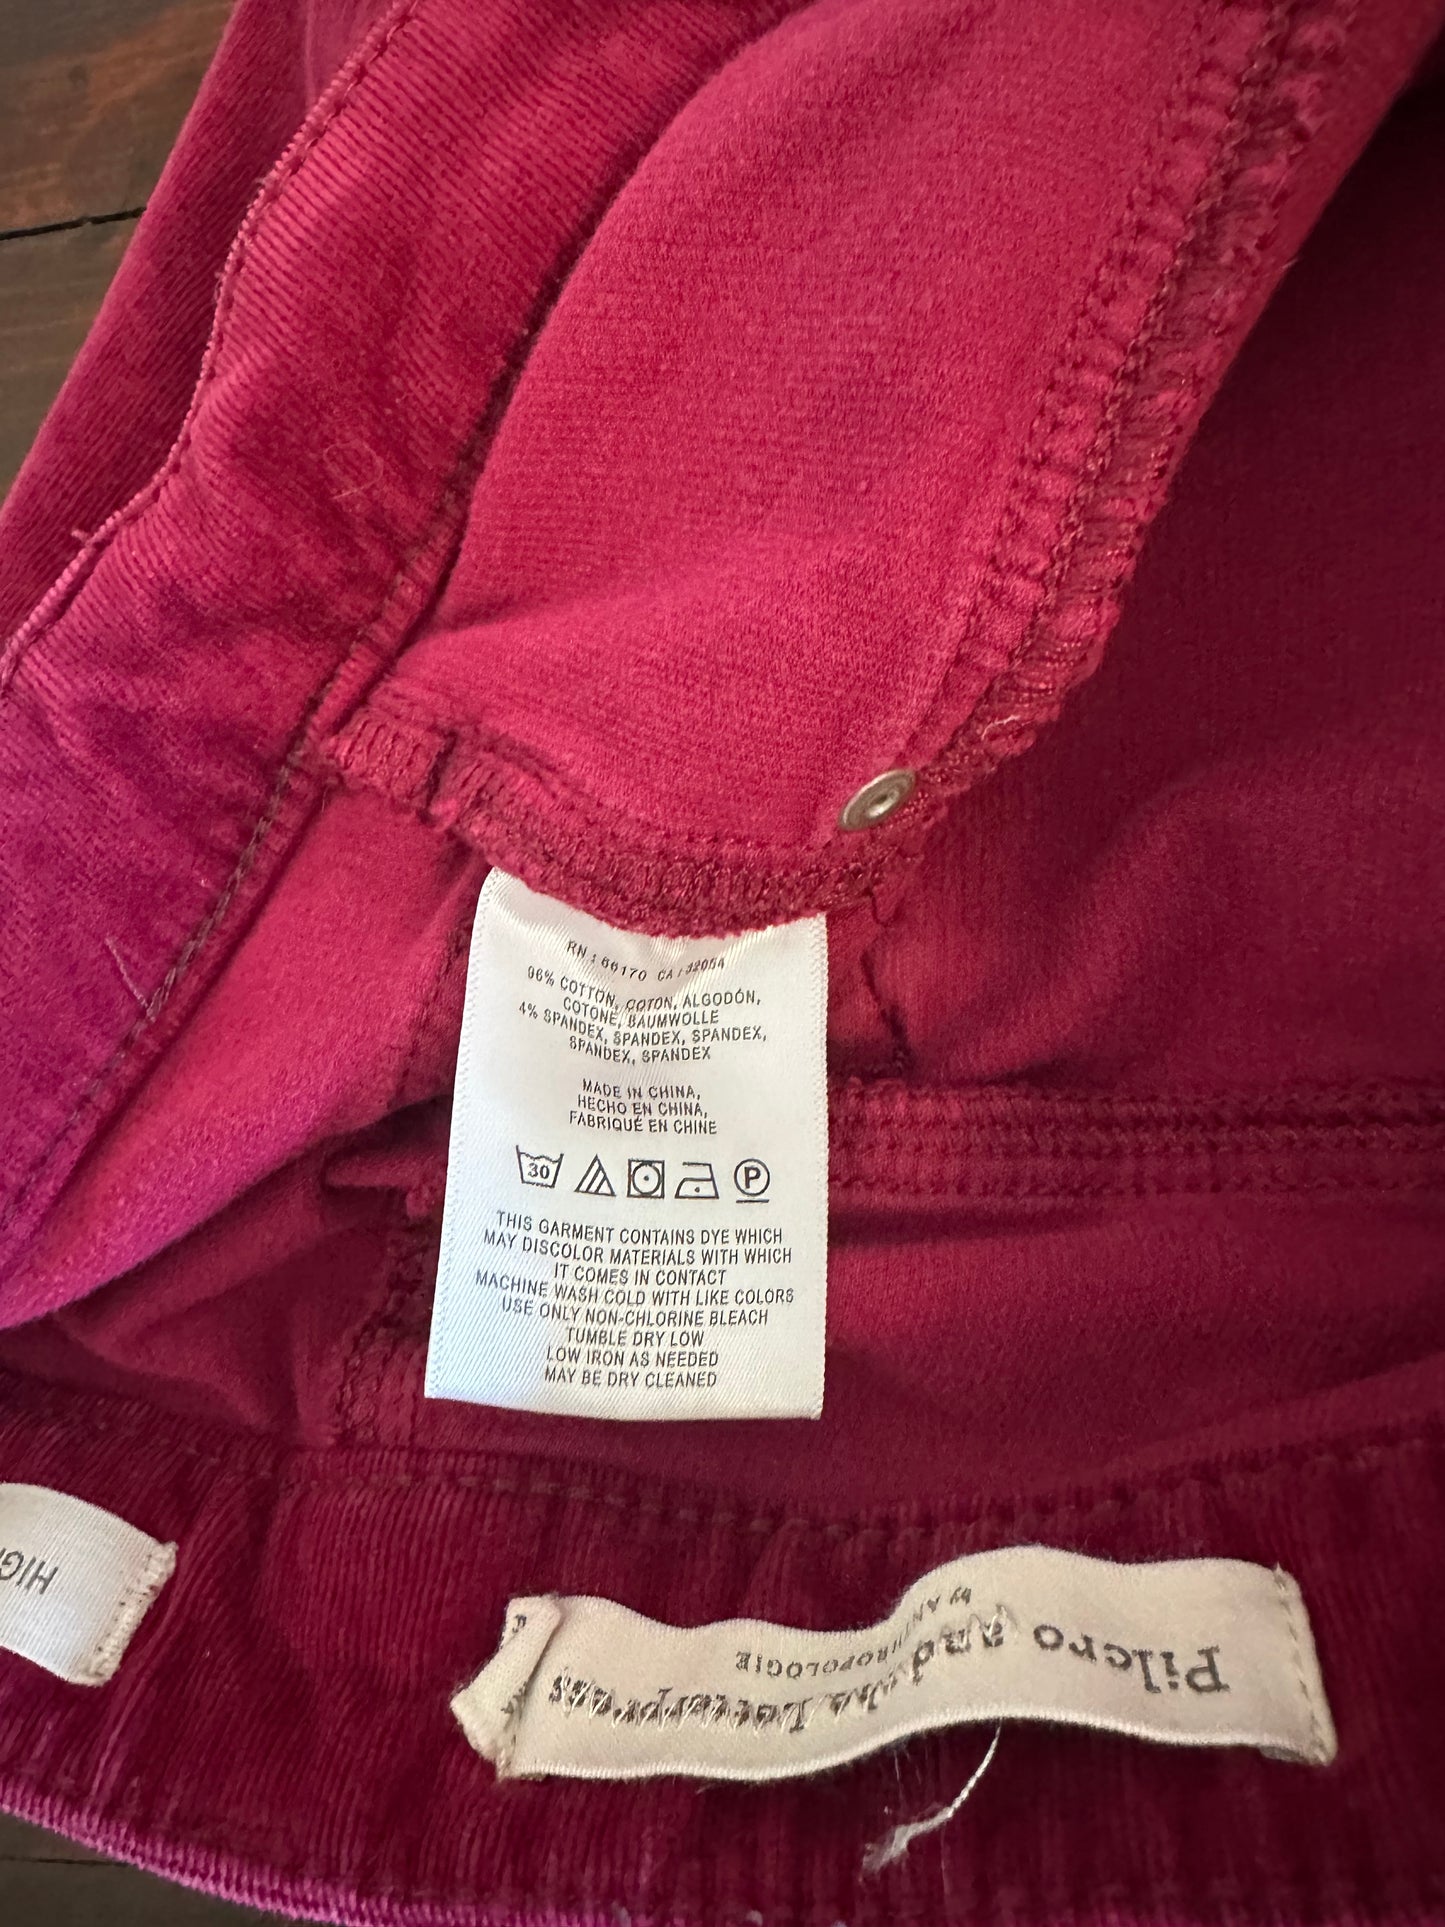 RN : 66170 CA : 32054
96% COTTON, COTON, ALGODÓN,
COTONE, BAUMWOLLE
4% SPANDEX, SPANDEX, SPANDEX,
SPANDEX, SPANDEX
MADE IN CHINA,
HECHO EN CHINA,
FABRIQUÉ EN CHINE
30 P
THIS GARMENT CONTAINS DYE WHICH
MAY DISCOLOR MATERIALS WITH WHICH
IT COMES IN CONTACT
MACHINE WASH COLD WITH LIKE COLORS
USE ONLY NON-CHLORINE BLEACH
TUMBLE DRY LOW
LOW IRON AS NEEDED
MAY BE DRY CLEANED
Pilcro and the Letterpress
by ANTHROPOLOGIE